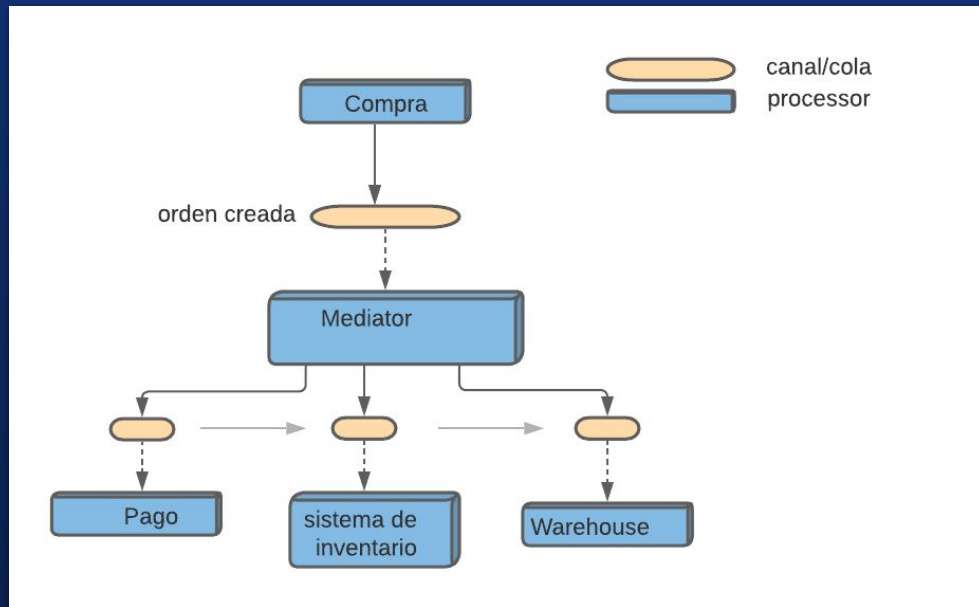 canal/cola
processor
Compra
orden creada
Mediator
Pago
sistema de
inventario
Warehouse